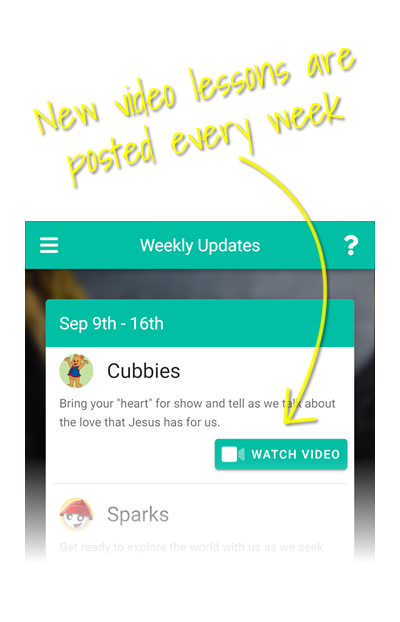 New video lessons are
posted every week
Weekly Updates ?
Sep 9th - 16th
Cubbies
Bring your "heart" for show and tell as we talk about
the love that Jesus has for us.
WATCH VIDEO
Sparks
Get ready to explore the world with us as we seek